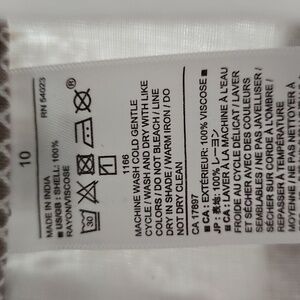 10
RN 54023
MADE IN INDIA
US/GB : SHELL: 100%
RAYON/VISCOSE
30
1166
MACHINE WASH COLD GENTLE
CYCLE / WASH AND DRY WITH LIKE
COLORS / DO NOT BLEACH / LINE
DRY IN SHADE / WARM IRON / DO
NOT DRY CLEAN
CA 17897
CA : EXTÉRIEUR: 100% VISCOSE
JP : 表地: 100% レーヨン
CA : LAVER À LA MACHINE À L'EAU
FROIDE AU CYCLE DÉLICAT / LAVER
ET SÉCHER AVEC DES COULEURS
SEMBLABLES / NE PAS JAVELLISER /
ET SÉCHER SUR CORDE À L'OMBRE /
REPASSER À TEMPÉRATURE
MOYENNE / NE PAS NETTOYER À